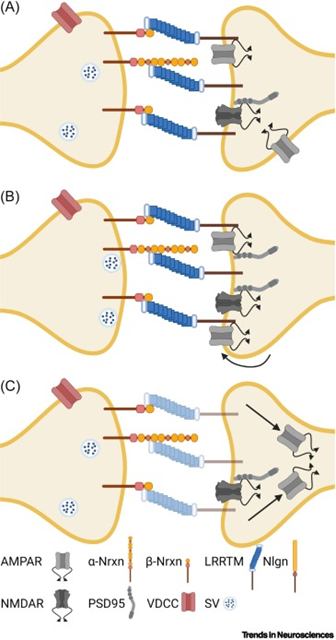 (A)
(B)
(C)
AMPAR α-Nrxn β-Nrxn LRRTM Nlgn
NMDAR PSD95 VDCC SV
Trends in Neurosciences